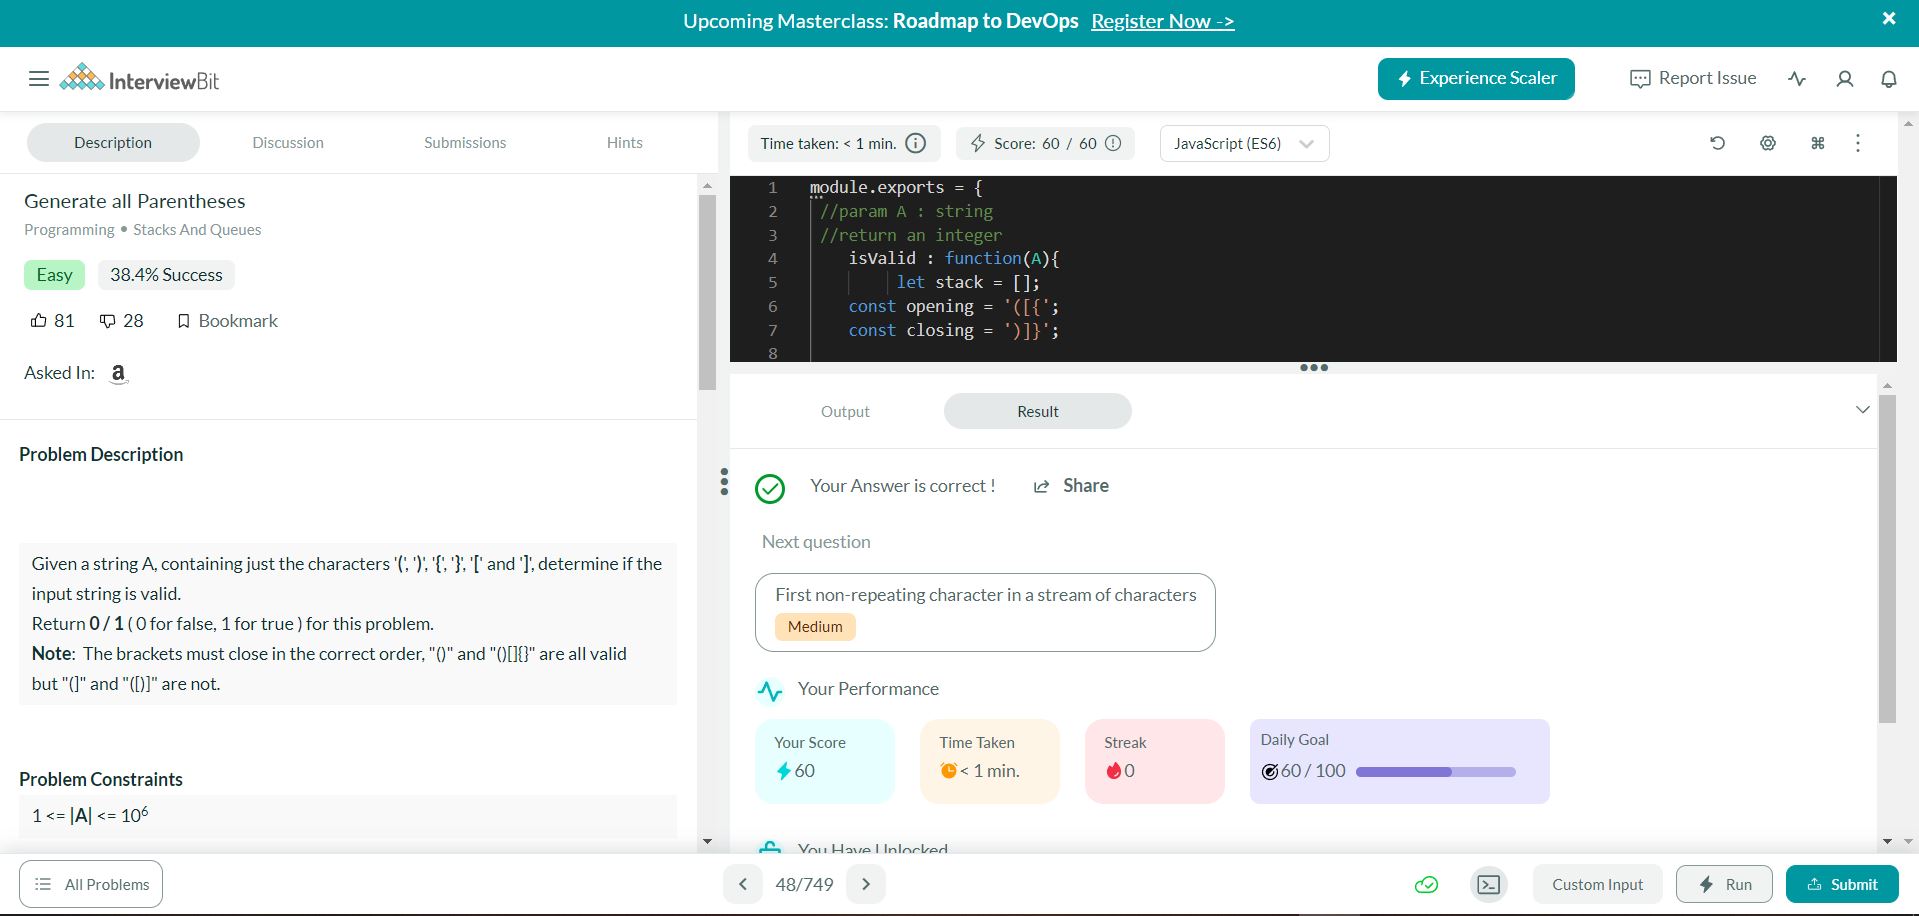 Upcoming Masterclass: Roadmap to DevOps Register Now ->
InterviewBit
Experience Scaler
Report Issue
Description
Discussion
Submissions
Hints
Generate all Parentheses
Programming • Stacks And Queues
Easy
38.4% Success
81
28
Bookmark
Asked In:
Problem Description
Given a string A, containing just the characters '(', ')', '{', '}', '[' and ']', determine if the
input string is valid.
Return 0 / 1 ( 0 for false, 1 for true ) for this problem.
Note: The brackets must close in the correct order, "()" and "()[]{}" are all valid
but "(]" and "([)]" are not.
Problem Constraints
1 <= |A| <= 10⁶
Time taken: < 1 min.
Score: 60 / 60
JavaScript (ES6)
1 module.exports = {
2 //param A : string
3 //return an integer
4 isValid : function(A){
5 let stack = [];
6 const opening = '([{';
7 const closing = ')]}';
8
Output
Result
Your Answer is correct !
Share
Next question
First non-repeating character in a stream of characters
Medium
Your Performance
Your Score
60
Time Taken
< 1 min.
Streak
0
Daily Goal
60 / 100
You Have Unlocked
All Problems
48/749
Custom Input
Run
Submit